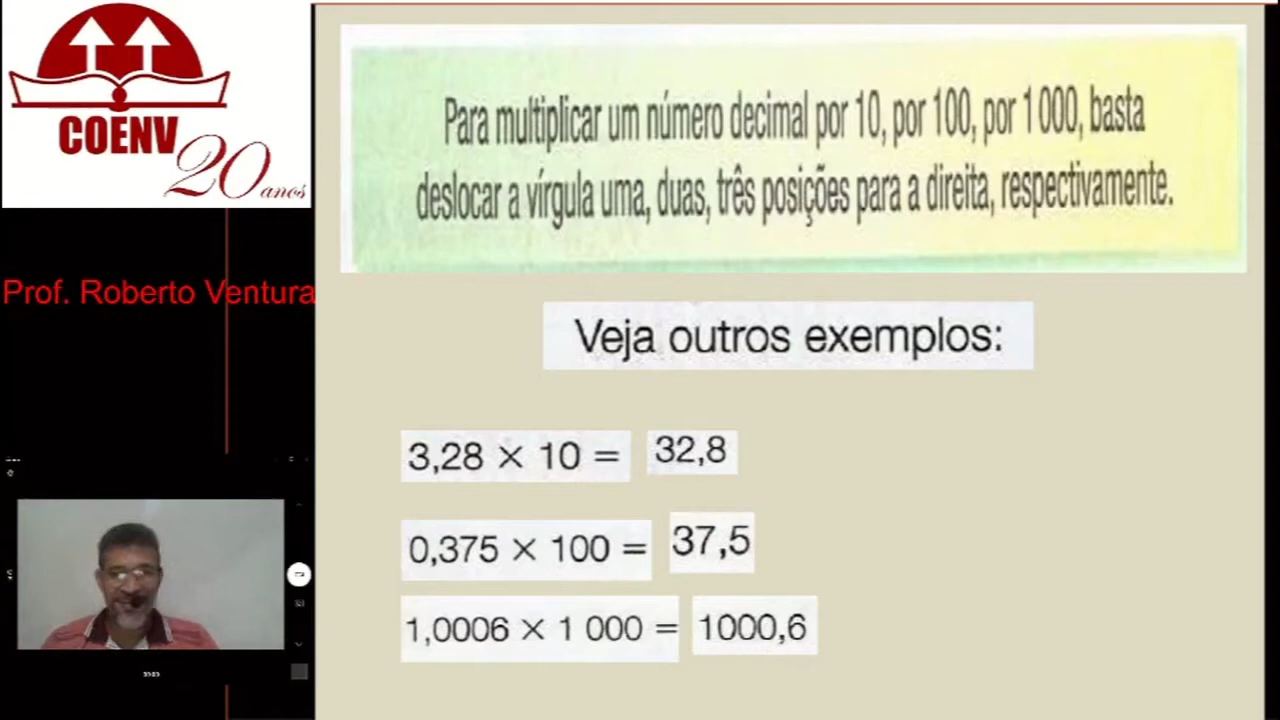 COENV
20 anos
Prof. Roberto Ventura
Para multiplicar um número decimal por 10, por 100, por 1 000, basta
deslocar a vírgula uma, duas, três posições para a direita, respectivamente.
Veja outros exemplos:
3,28 × 10 = 32,8
0,375 × 100 = 37,5
1,0006 × 1 000 = 1000,6